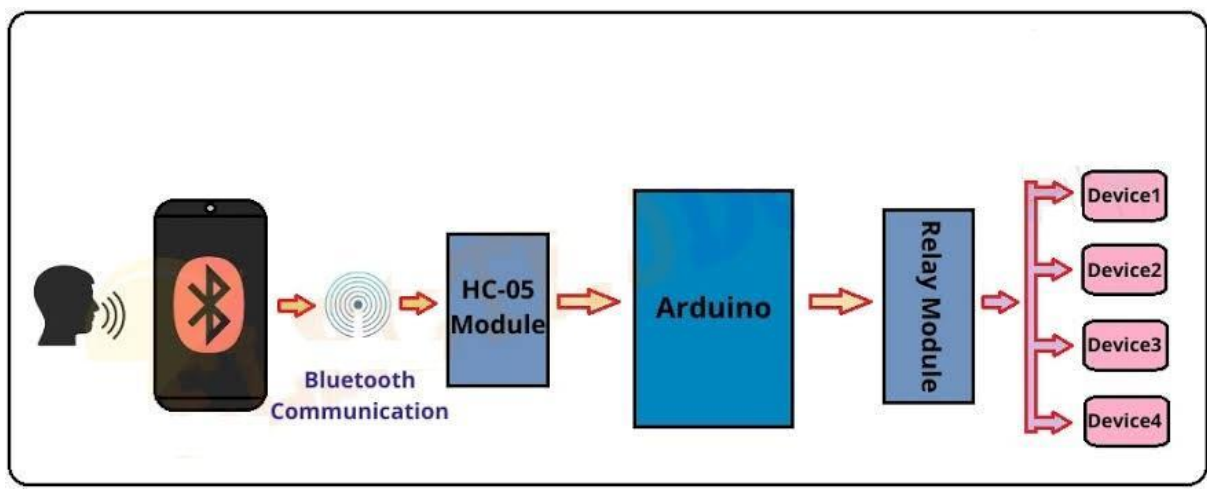 Bluetooth
Communication
HC-05
Module
Arduino
Relay Module
Device1
Device2
Device3
Device4